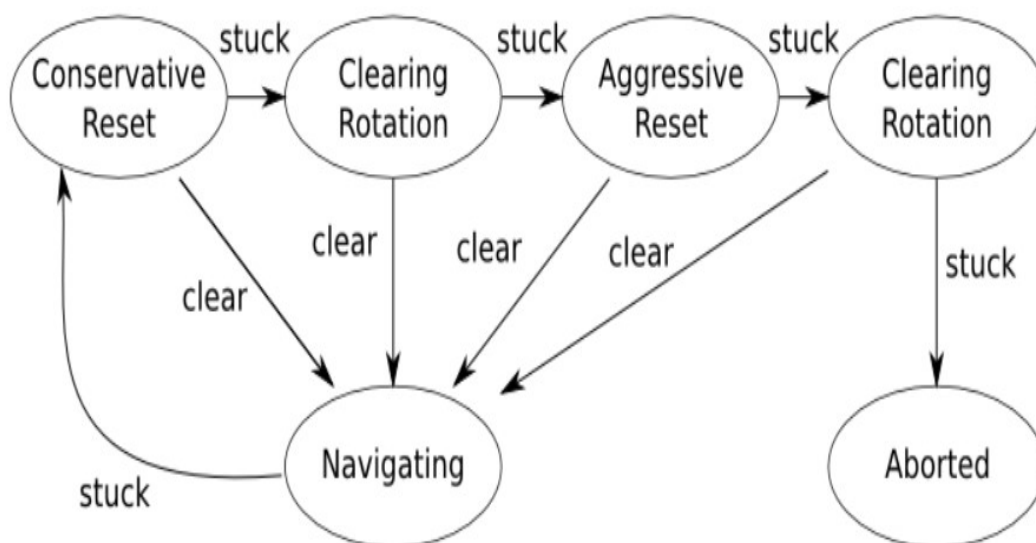 stuck
stuck
stuck
Conservative
Reset
Clearing
Rotation
Aggressive
Reset
Clearing
Rotation
clear
clear
clear
clear
stuck
Navigating
Aborted
stuck